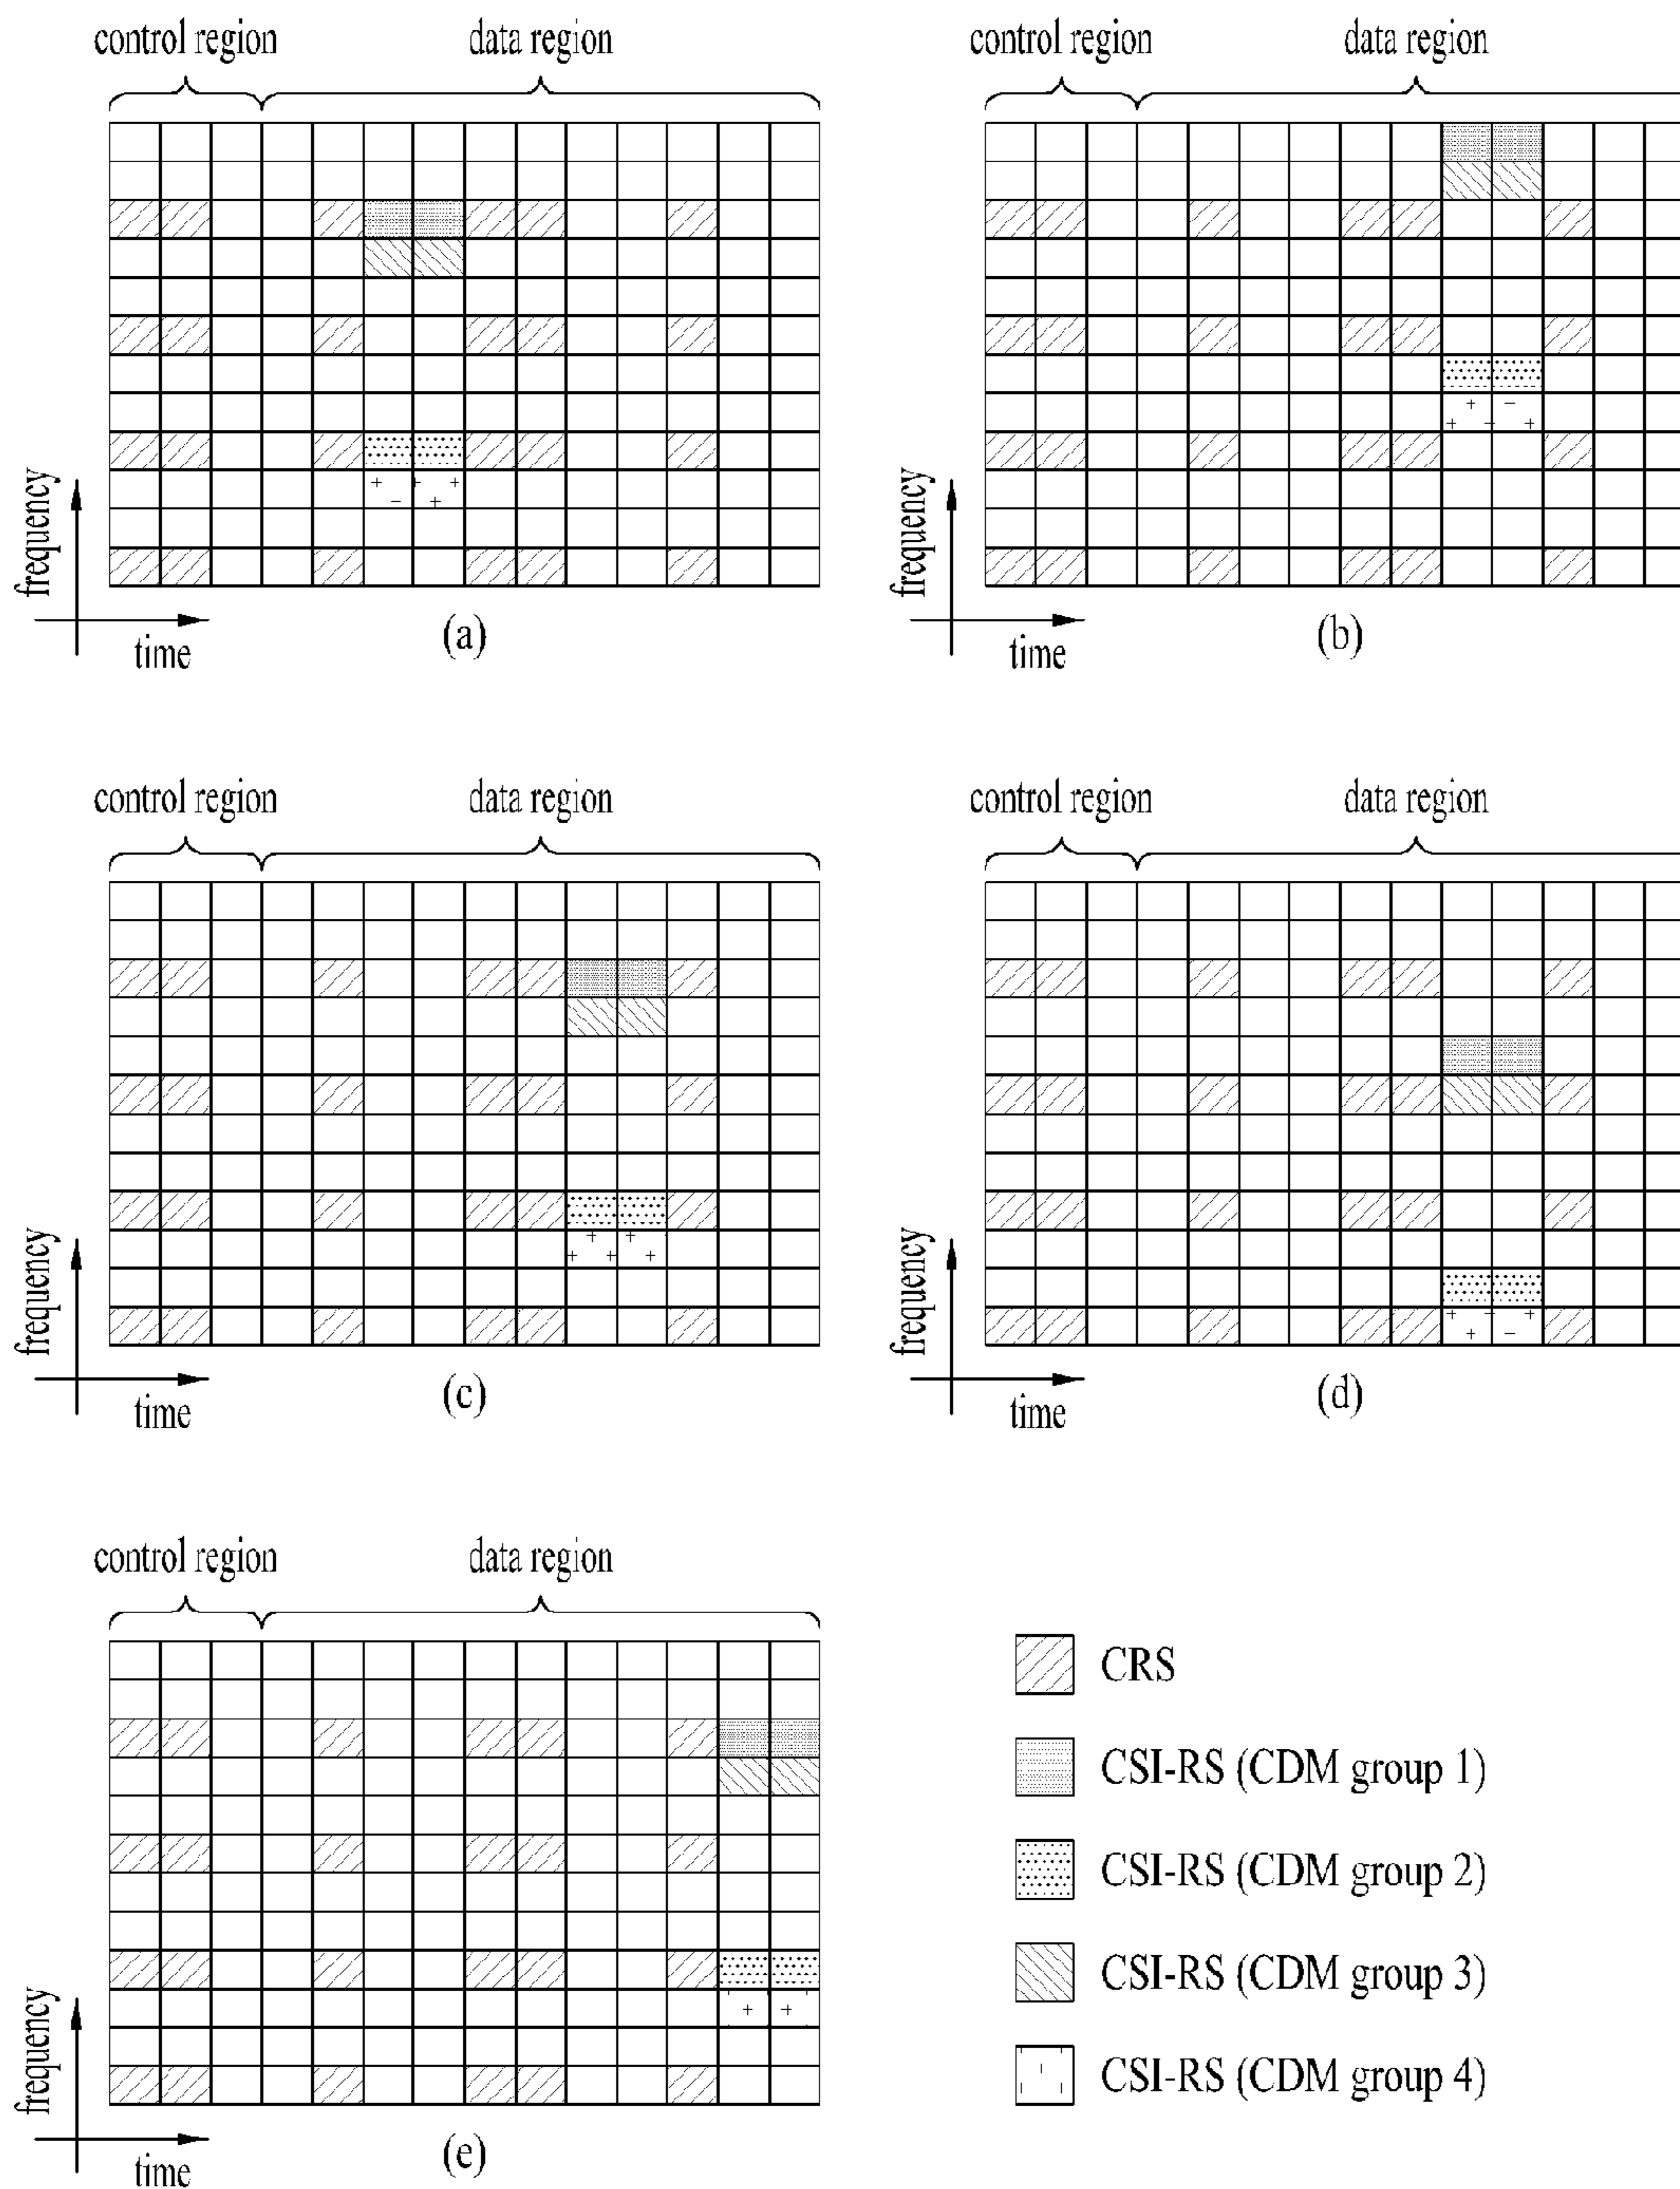 control region data region
control region data region
frequency
time
(a)
frequency
time
(b)
control region data region
control region data region
frequency
time
(c)
frequency
time
(d)
control region data region
frequency
time
(e)
CRS
CSI-RS (CDM group 1)
CSI-RS (CDM group 2)
CSI-RS (CDM group 3)
CSI-RS (CDM group 4)